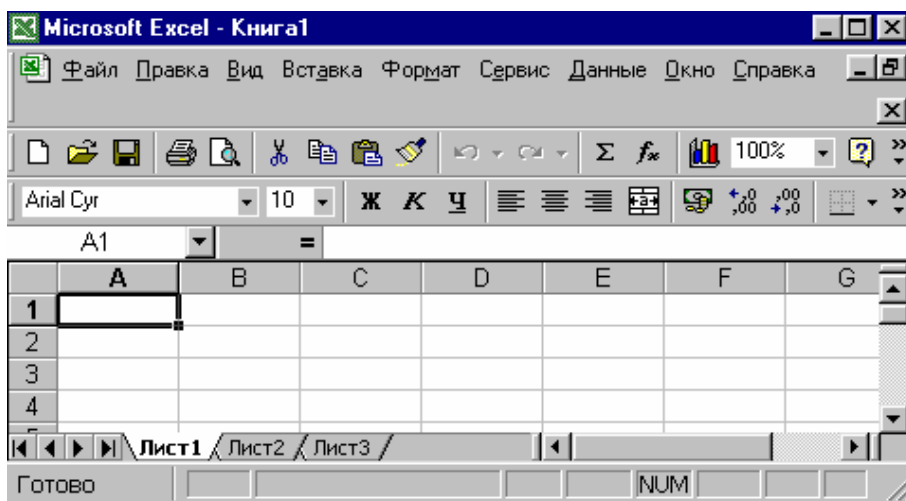 Microsoft Excel - Книга1
Файл Правка Вид Вставка Формат Сервис Данные Окно Справка
Σ fx 100%
Arial Cyr 10 Ж К Ч
A1 =
A B C D E F G
1
2
3
4
Лист1 Лист2 Лист3
Готово NUM